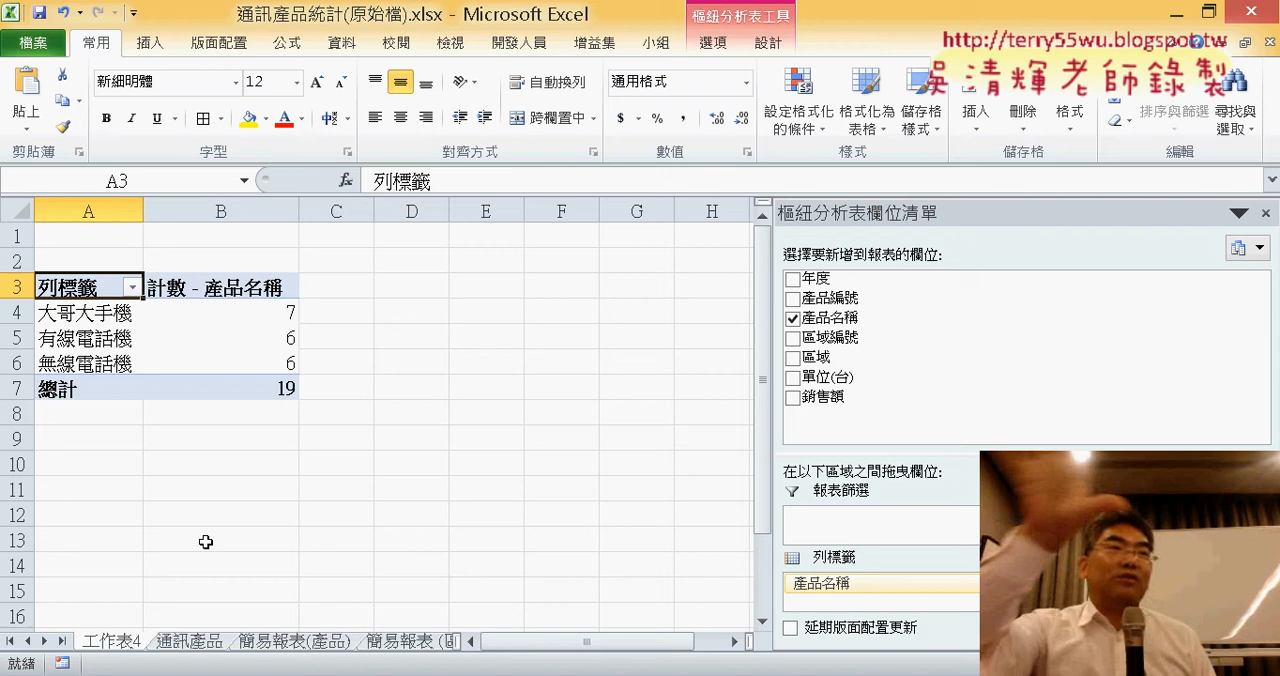 通訊產品統計(原始檔).xlsx - Microsoft Excel
樞紐分析表工具
檔案 常用 插入 版面配置 公式 資料 校閱 檢視 開發人員 增益集 小組 選項 設計
http://terry55wu.blogspot.tw
吳清輝老師錄製
貼上
新細明體 12
B I U A
自動換列
跨欄置中
通用格式
$ % ,
設定格式化的條件
格式化為表格
儲存格樣式
插入 刪除 格式
排序與篩選 尋找與選取
剪貼簿 字型 對齊方式 數值 樣式 儲存格 編輯
A3 fx 列標籤
A B C D E F G H
1
2
3 列標籤 計數 - 產品名稱
4 大哥大手機 7
5 有線電話機 6
6 無線電話機 6
7 總計 19
8
9
10
11
12
13
14
15
16
樞紐分析表欄位清單
選擇要新增到報表的欄位:
年度
產品編號
產品名稱
區域編號
區域
單位(台)
銷售額
在以下區域之間拖曳欄位:
報表篩選
列標籤
產品名稱
延期版面配置更新
工作表4 通訊產品 簡易報表(產品) 簡易報表
就緒